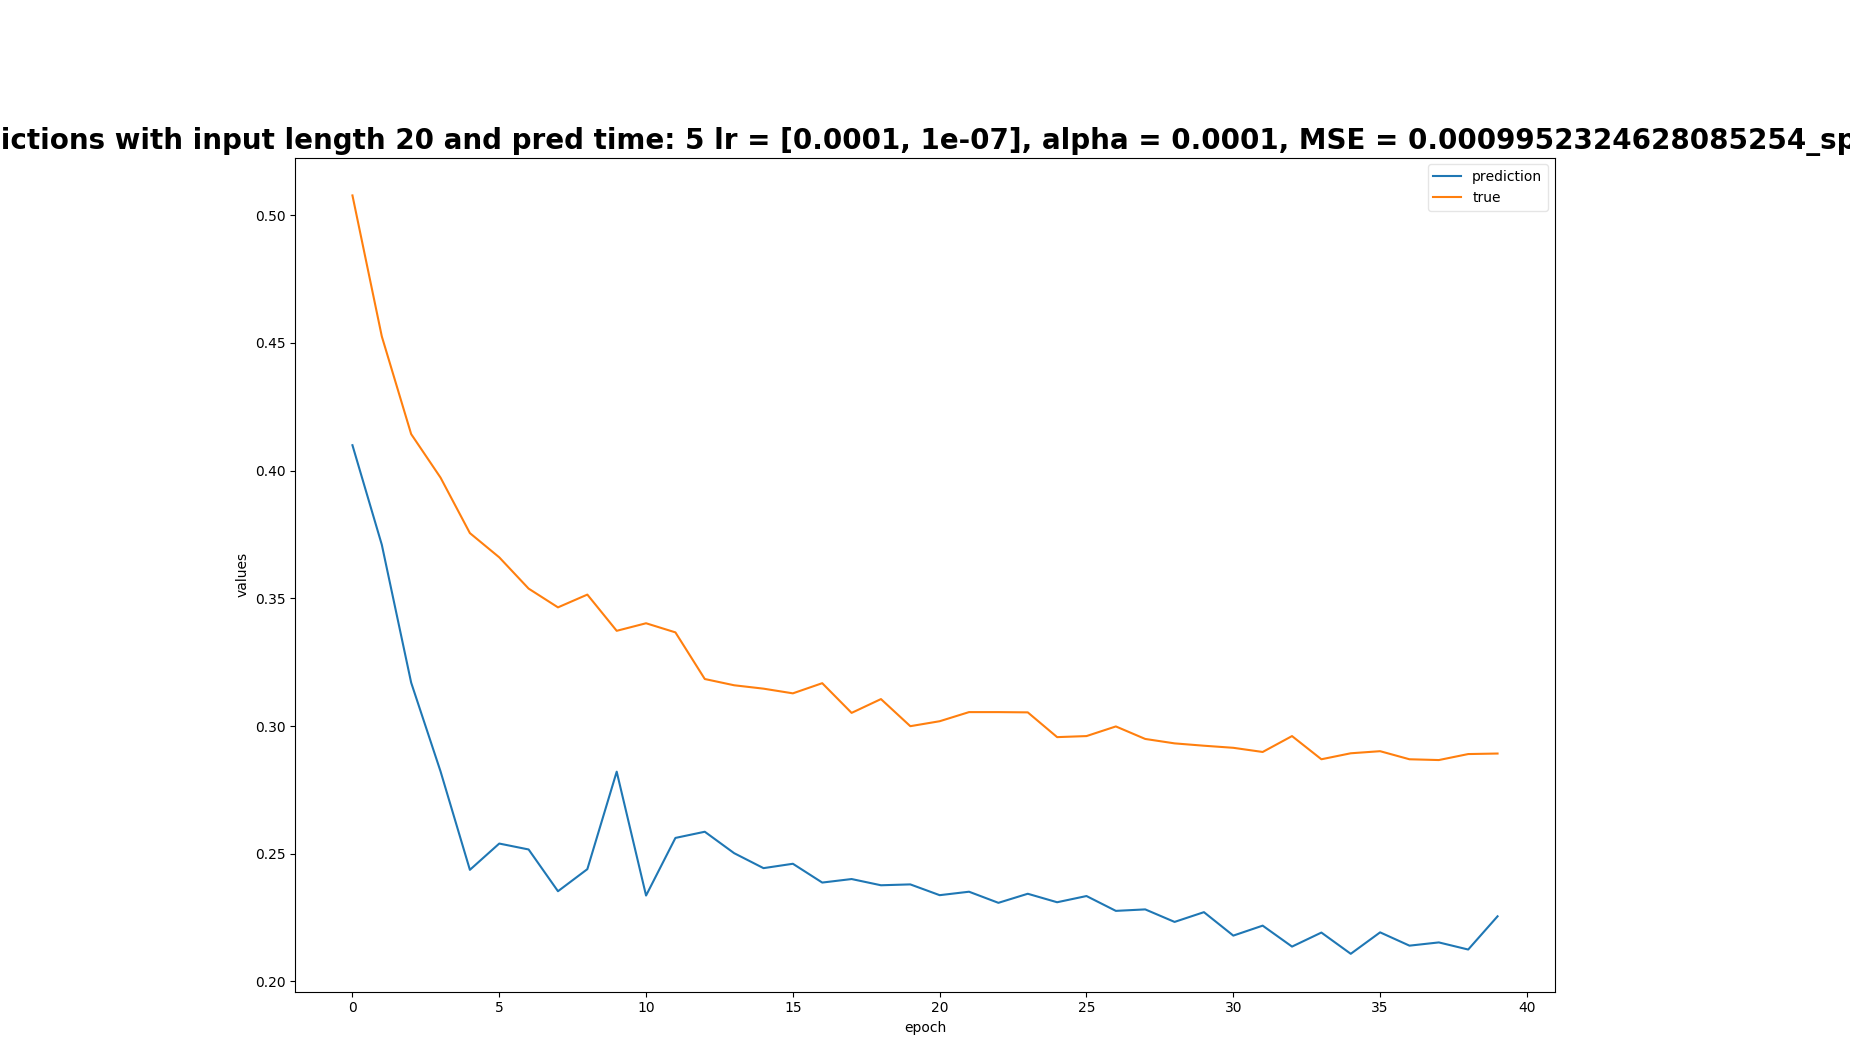 ictions with input length 20 and pred time: 5 lr = [0.0001, 1e-07], alpha = 0.0001, MSE = 0.0009952324628085254_sp
prediction
true
0.50
0.45
0.40
0.35
0.30
0.25
0.20
values
0 5 10 15 20 25 30 35 40
epoch